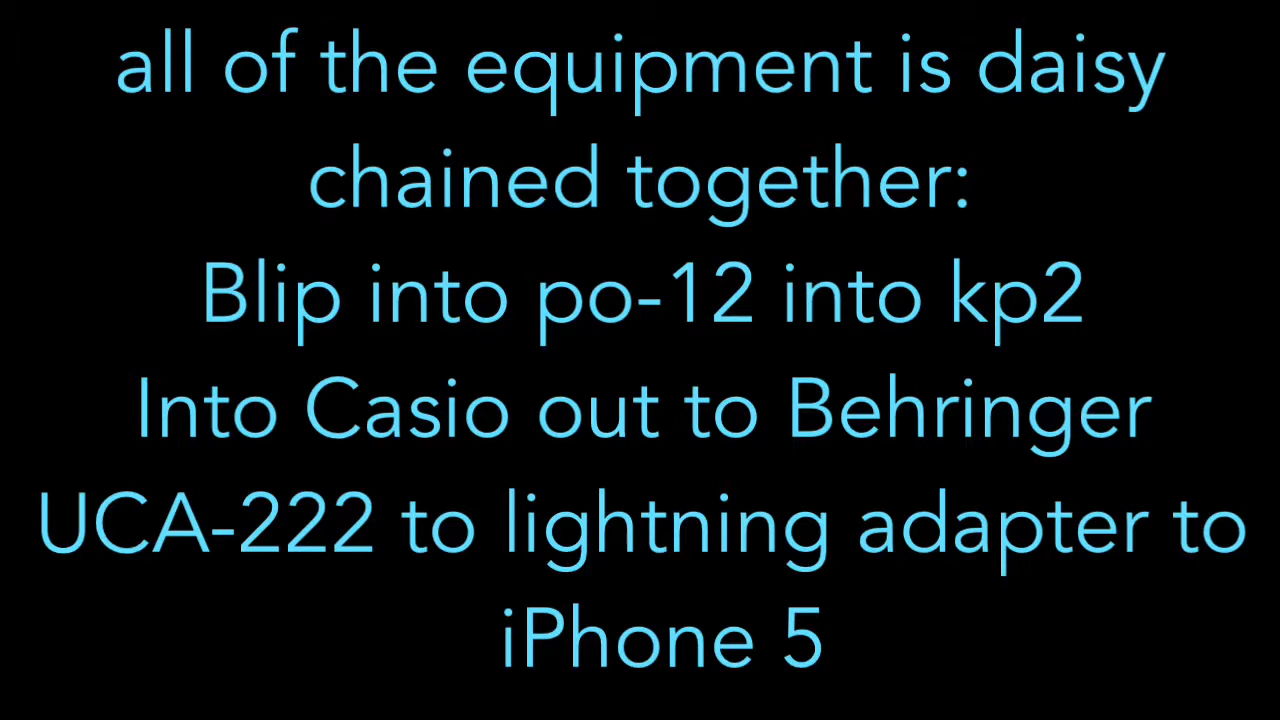 all of the equipment is daisy
chained together:
Blip into po-12 into kp2
Into Casio out to Behringer
UCA-222 to lightning adapter to
iPhone 5